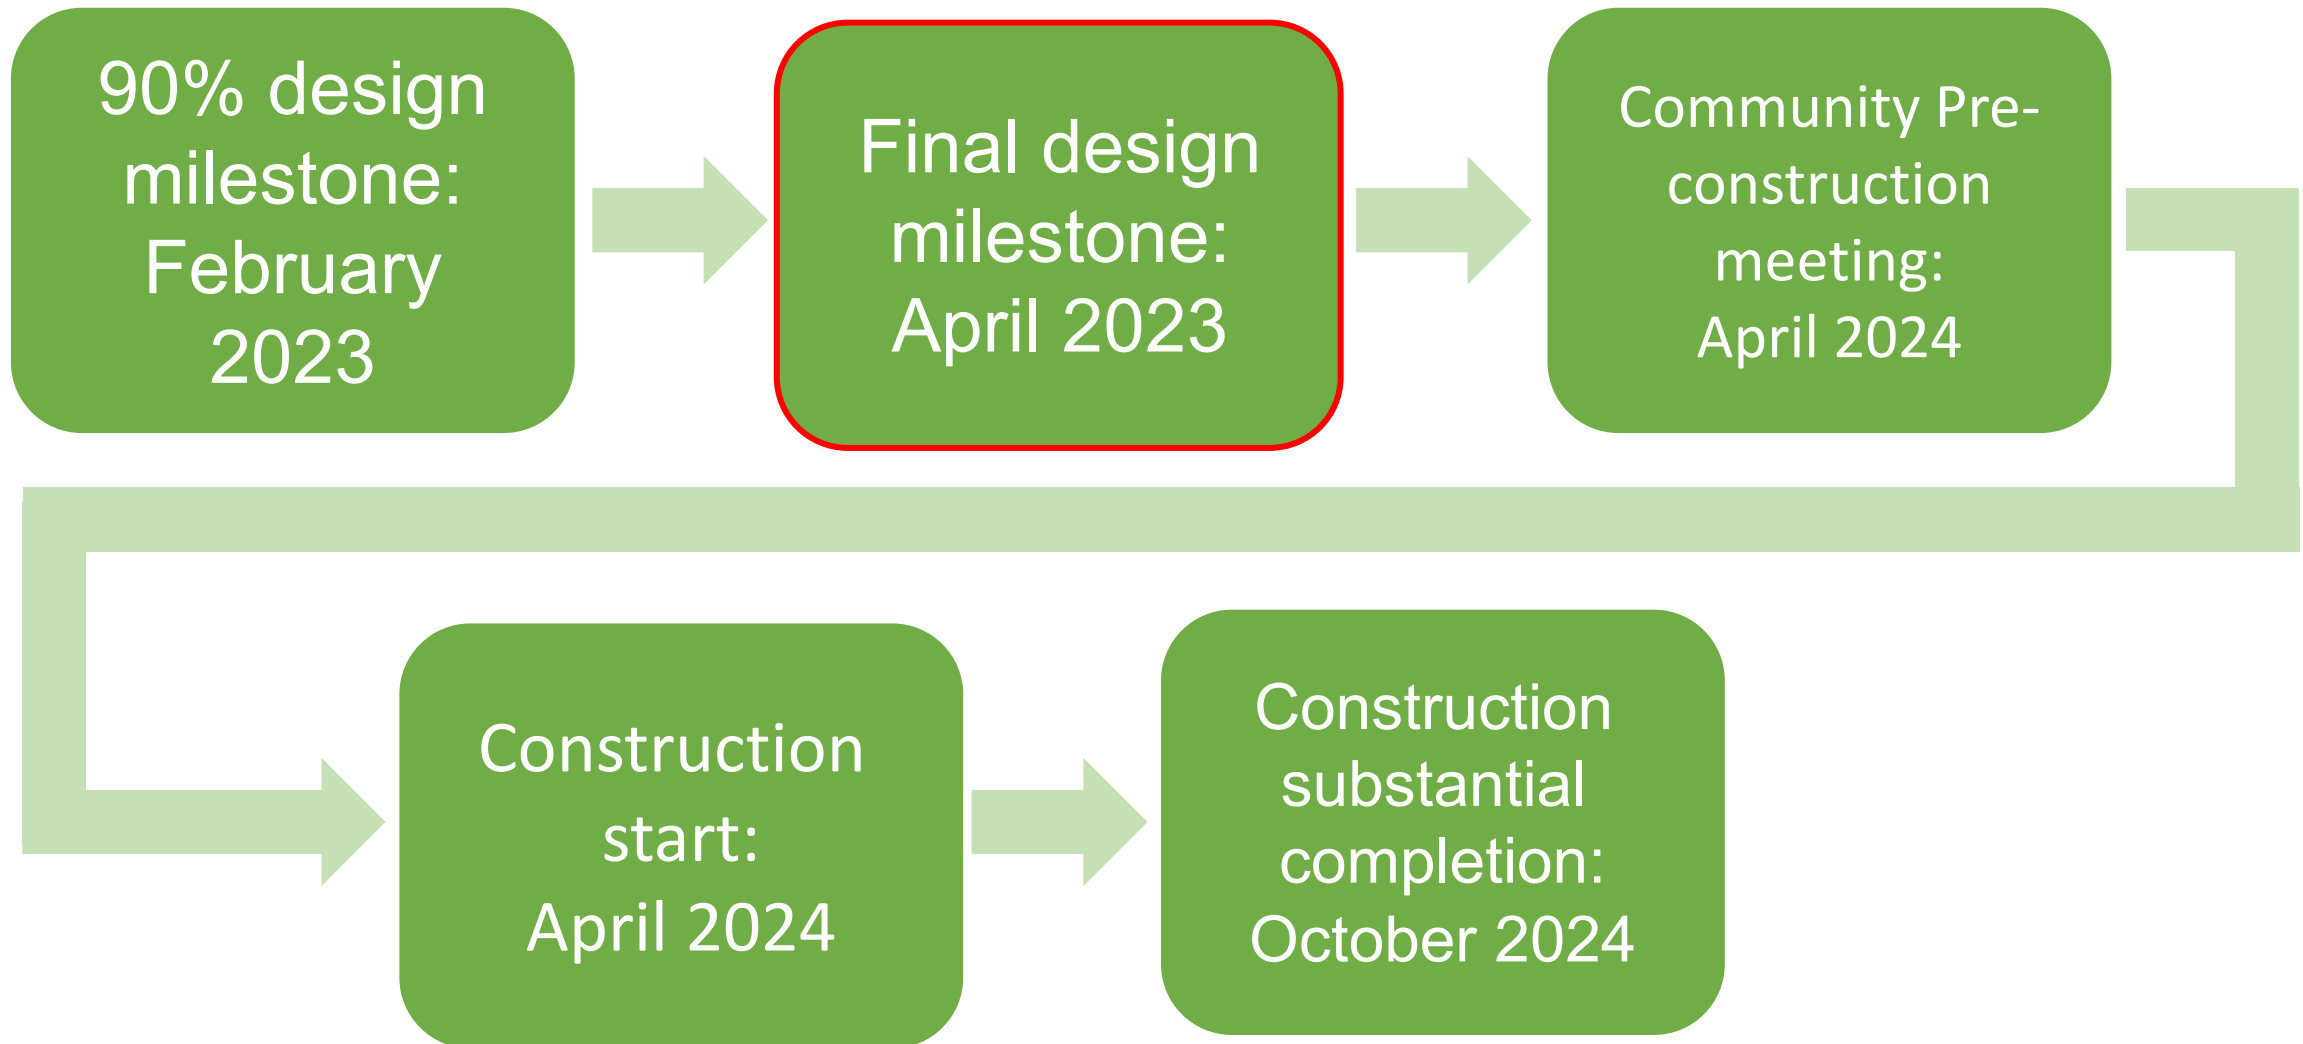 90% design
milestone:
February
2023
Final design
milestone:
April 2023
Community Pre-
construction
meeting:
April 2024
Construction
start:
April 2024
Construction
substantial
completion:
October 2024